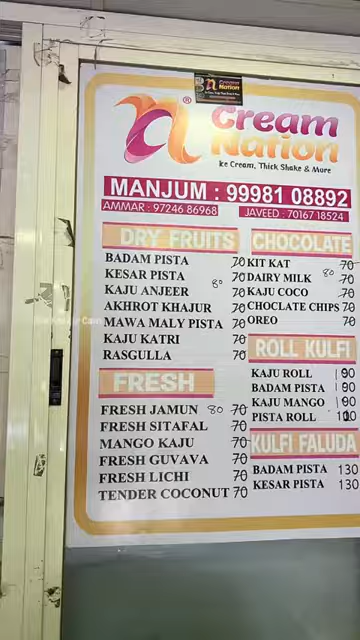 Cream
Nation
Cream
Nation
Ice Cream, Thick Shake & More
MANJUM : 99981 08892
AMMAR : 97246 86968 JAVEED : 70167 18524
DRY FRUITS
BADAM PISTA 70
KESAR PISTA 70
80
KAJU ANJEER 70
AKHROT KHAJUR 70
MAWA MALY PISTA 70
KAJU KATRI 70
RASGULLA 70
FRESH
FRESH JAMUN 80 70
FRESH SITAFAL 70
MANGO KAJU 70
FRESH GUVAVA 70
FRESH LICHI 70
TENDER COCONUT 70
CHOCOLATE
KIT KAT 70
DAIRY MILK 80 70
KAJU COCO 70
CHOCLATE CHIPS 70
OREO 70
ROLL KULFI
KAJU ROLL 90
BADAM PISTA 90
KAJU MANGO 90
PISTA ROLL
KULFI FALUDA
BADAM PISTA 130
KESAR PISTA 130